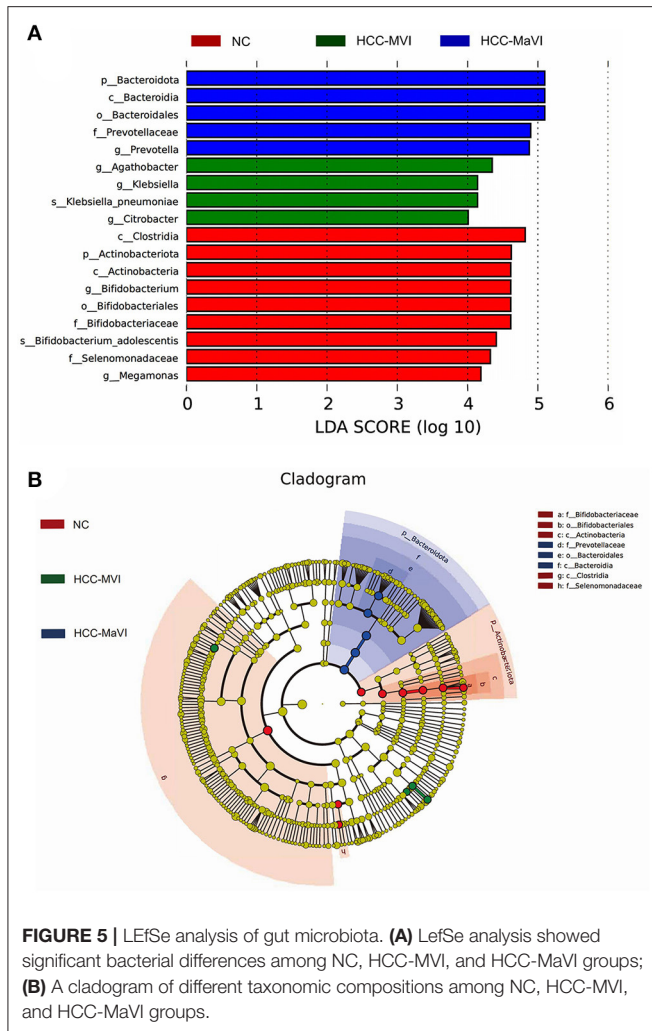 A
NC
HCC-MVI
HCC-MaVI
p__Bacteroidota
c__Bacteroidia
o__Bacteroidales
f__Prevotellaceae
g__Prevotella
g__Agathobacter
g__Klebsiella
s__Klebsiella_pneumoniae
g__Citrobacter
c__Clostridia
p__Actinobacteriota
c__Actinobacteria
g__Bifidobacterium
o__Bifidobacteriales
f__Bifidobacteriaceae
s__Bifidobacterium_adolescentis
f__Selenomonadaceae
g__Megamonas
0 1 2 3 4 5 6
LDA SCORE (log 10)
B
Cladogram
NC
HCC-MVI
HCC-MaVI
a: f__Bifidobacteriaceae
b: o__Bifidobacteriales
c: c__Actinobacteria
d: f__Prevotellaceae
e: o__Bacteroidales
f: c__Bacteroidia
g: c__Clostridia
h: f__Selenomonadaceae
p__Bacteroidota
f
e
d
p__Actinobacteriota
c
b
a
g
h
FIGURE 5 | LEfSe analysis of gut microbiota. (A) LefSe analysis showed
significant bacterial differences among NC, HCC-MVI, and HCC-MaVI groups;
(B) A cladogram of different taxonomic compositions among NC, HCC-MVI,
and HCC-MaVI groups.